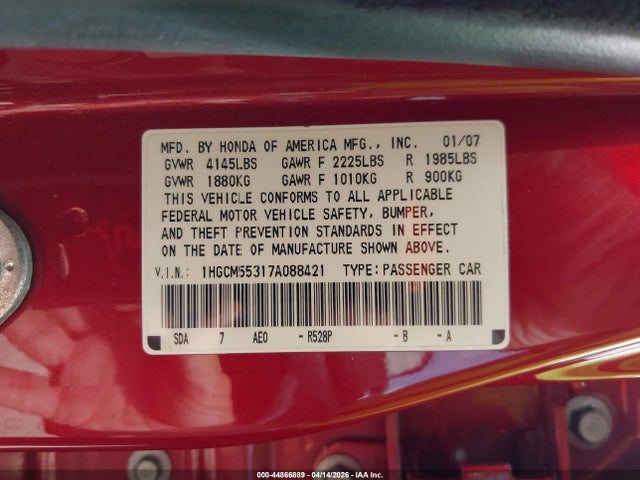 MFD. BY HONDA OF AMERICA MFG., INC. 01/07
GVWR 4145LBS GAWR F 2225LBS R 1985LBS
GVWR 1880KG GAWR F 1010KG R 900KG
THIS VEHICLE CONFORMS TO ALL APPLICABLE
FEDERAL MOTOR VEHICLE SAFETY, BUMPER,
AND THEFT PREVENTION STANDARDS IN EFFECT
ON THE DATE OF MANUFACTURE SHOWN ABOVE.
V.I.N.: 1HGCM55317A088421 TYPE: PASSENGER CAR
SDA 7 AE0 -R528P -B -A
000-44866889 - 04/14/2026 - IAA Inc.